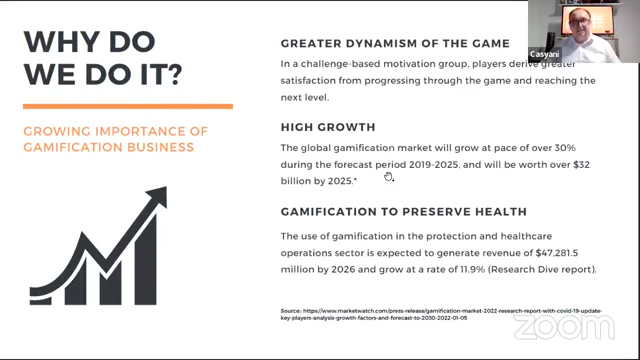 WHY DO
WE DO IT?
GROWING IMPORTANCE OF
GAMIFICATION BUSINESS
GREATER DYNAMISM OF THE GAME
In a challenge-based motivation group, players derive greater
satisfaction from progressing through the game and reaching the
next level.
HIGH GROWTH
The global gamification market will grow at pace of over 30%
during the forecast period 2019-2025, and will be worth over $32
billion by 2025.*
GAMIFICATION TO PRESERVE HEALTH
The use of gamification in the protection and healthcare
operations sector is expected to generate revenue of $47,281.5
million by 2026 and grow at a rate of 11.9% (Research Dive report).
Source: https://www.marketwatch.com/press-release/gamification-market-2022-research-report-with-covid-19-update-
key-players-analysis-growth-factors-and-forecast-to-2030-2022-01-05
Casyani
zoom